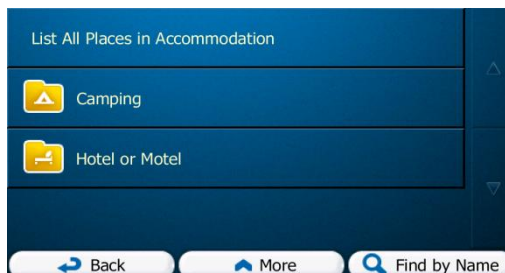 List All Places in Accommodation
Camping
Hotel or Motel
Back
More
Find by Name